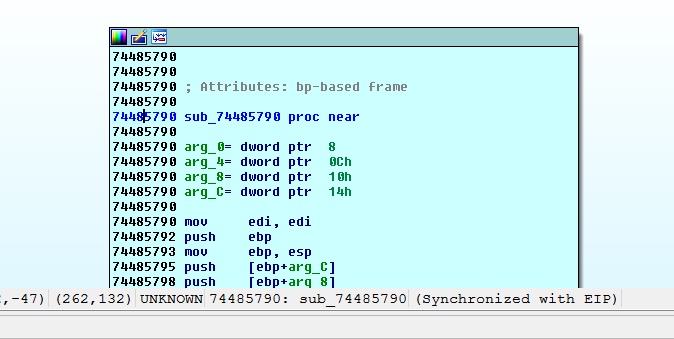 74485790
74485790
74485790 ; Attributes: bp-based frame
74485790
74485790 sub_74485790 proc near
74485790
74485790 arg_0= dword ptr  8
74485790 arg_4= dword ptr  0Ch
74485790 arg_8= dword ptr  10h
74485790 arg_C= dword ptr  14h
74485790
74485790 mov     edi, edi
74485792 push    ebp
74485793 mov     ebp, esp
74485795 push    [ebp+arg_C]
74485798 push    [ebp+arg_8]
,-47) (262,132) UNKNOWN 74485790: sub_74485790 (Synchronized with EIP)